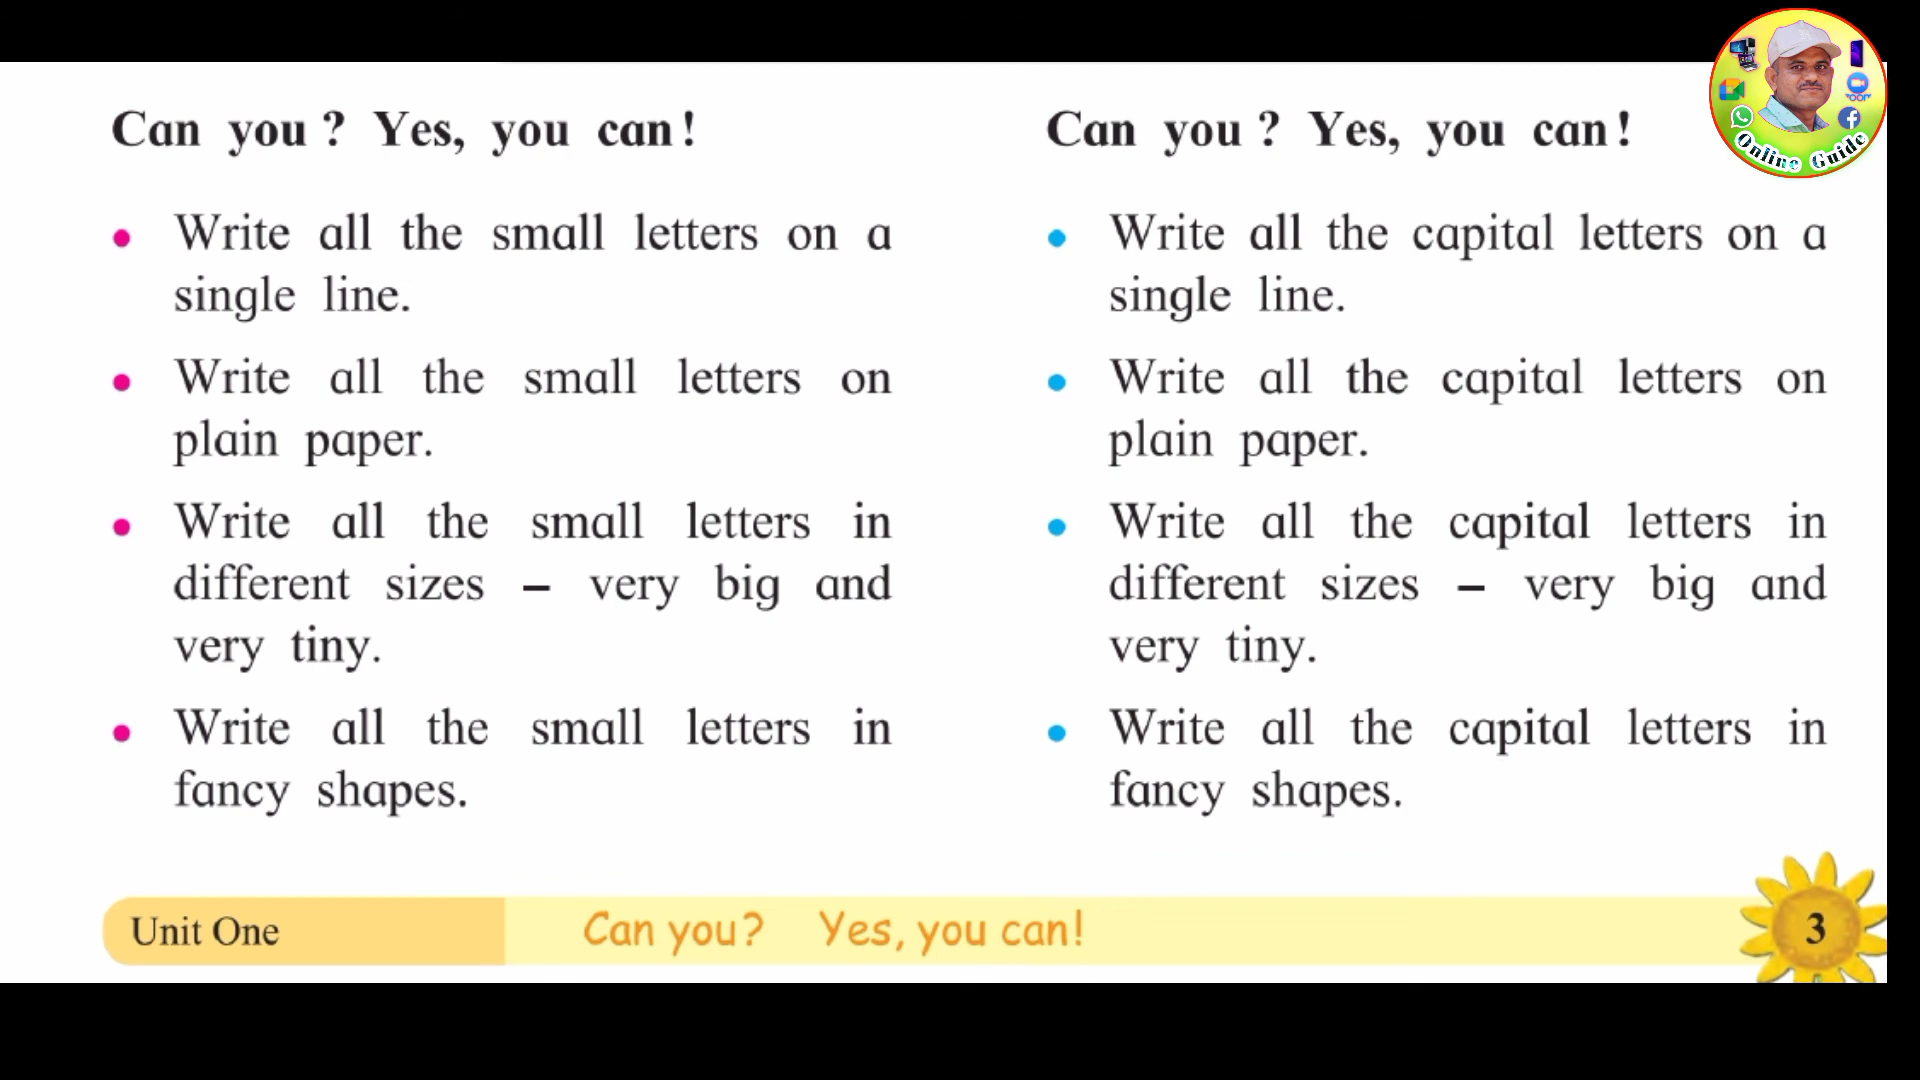 Can you ? Yes, you can !
• Write all the small letters on a
single line.
• Write all the small letters on
plain paper.
• Write all the small letters in
different sizes – very big and
very tiny.
• Write all the small letters in
fancy shapes.
Can you ? Yes, you can !
• Write all the capital letters on a
single line.
• Write all the capital letters on
plain paper.
• Write all the capital letters in
different sizes – very big and
very tiny.
• Write all the capital letters in
fancy shapes.
Unit One
Can you? Yes, you can!
3
Online Guide